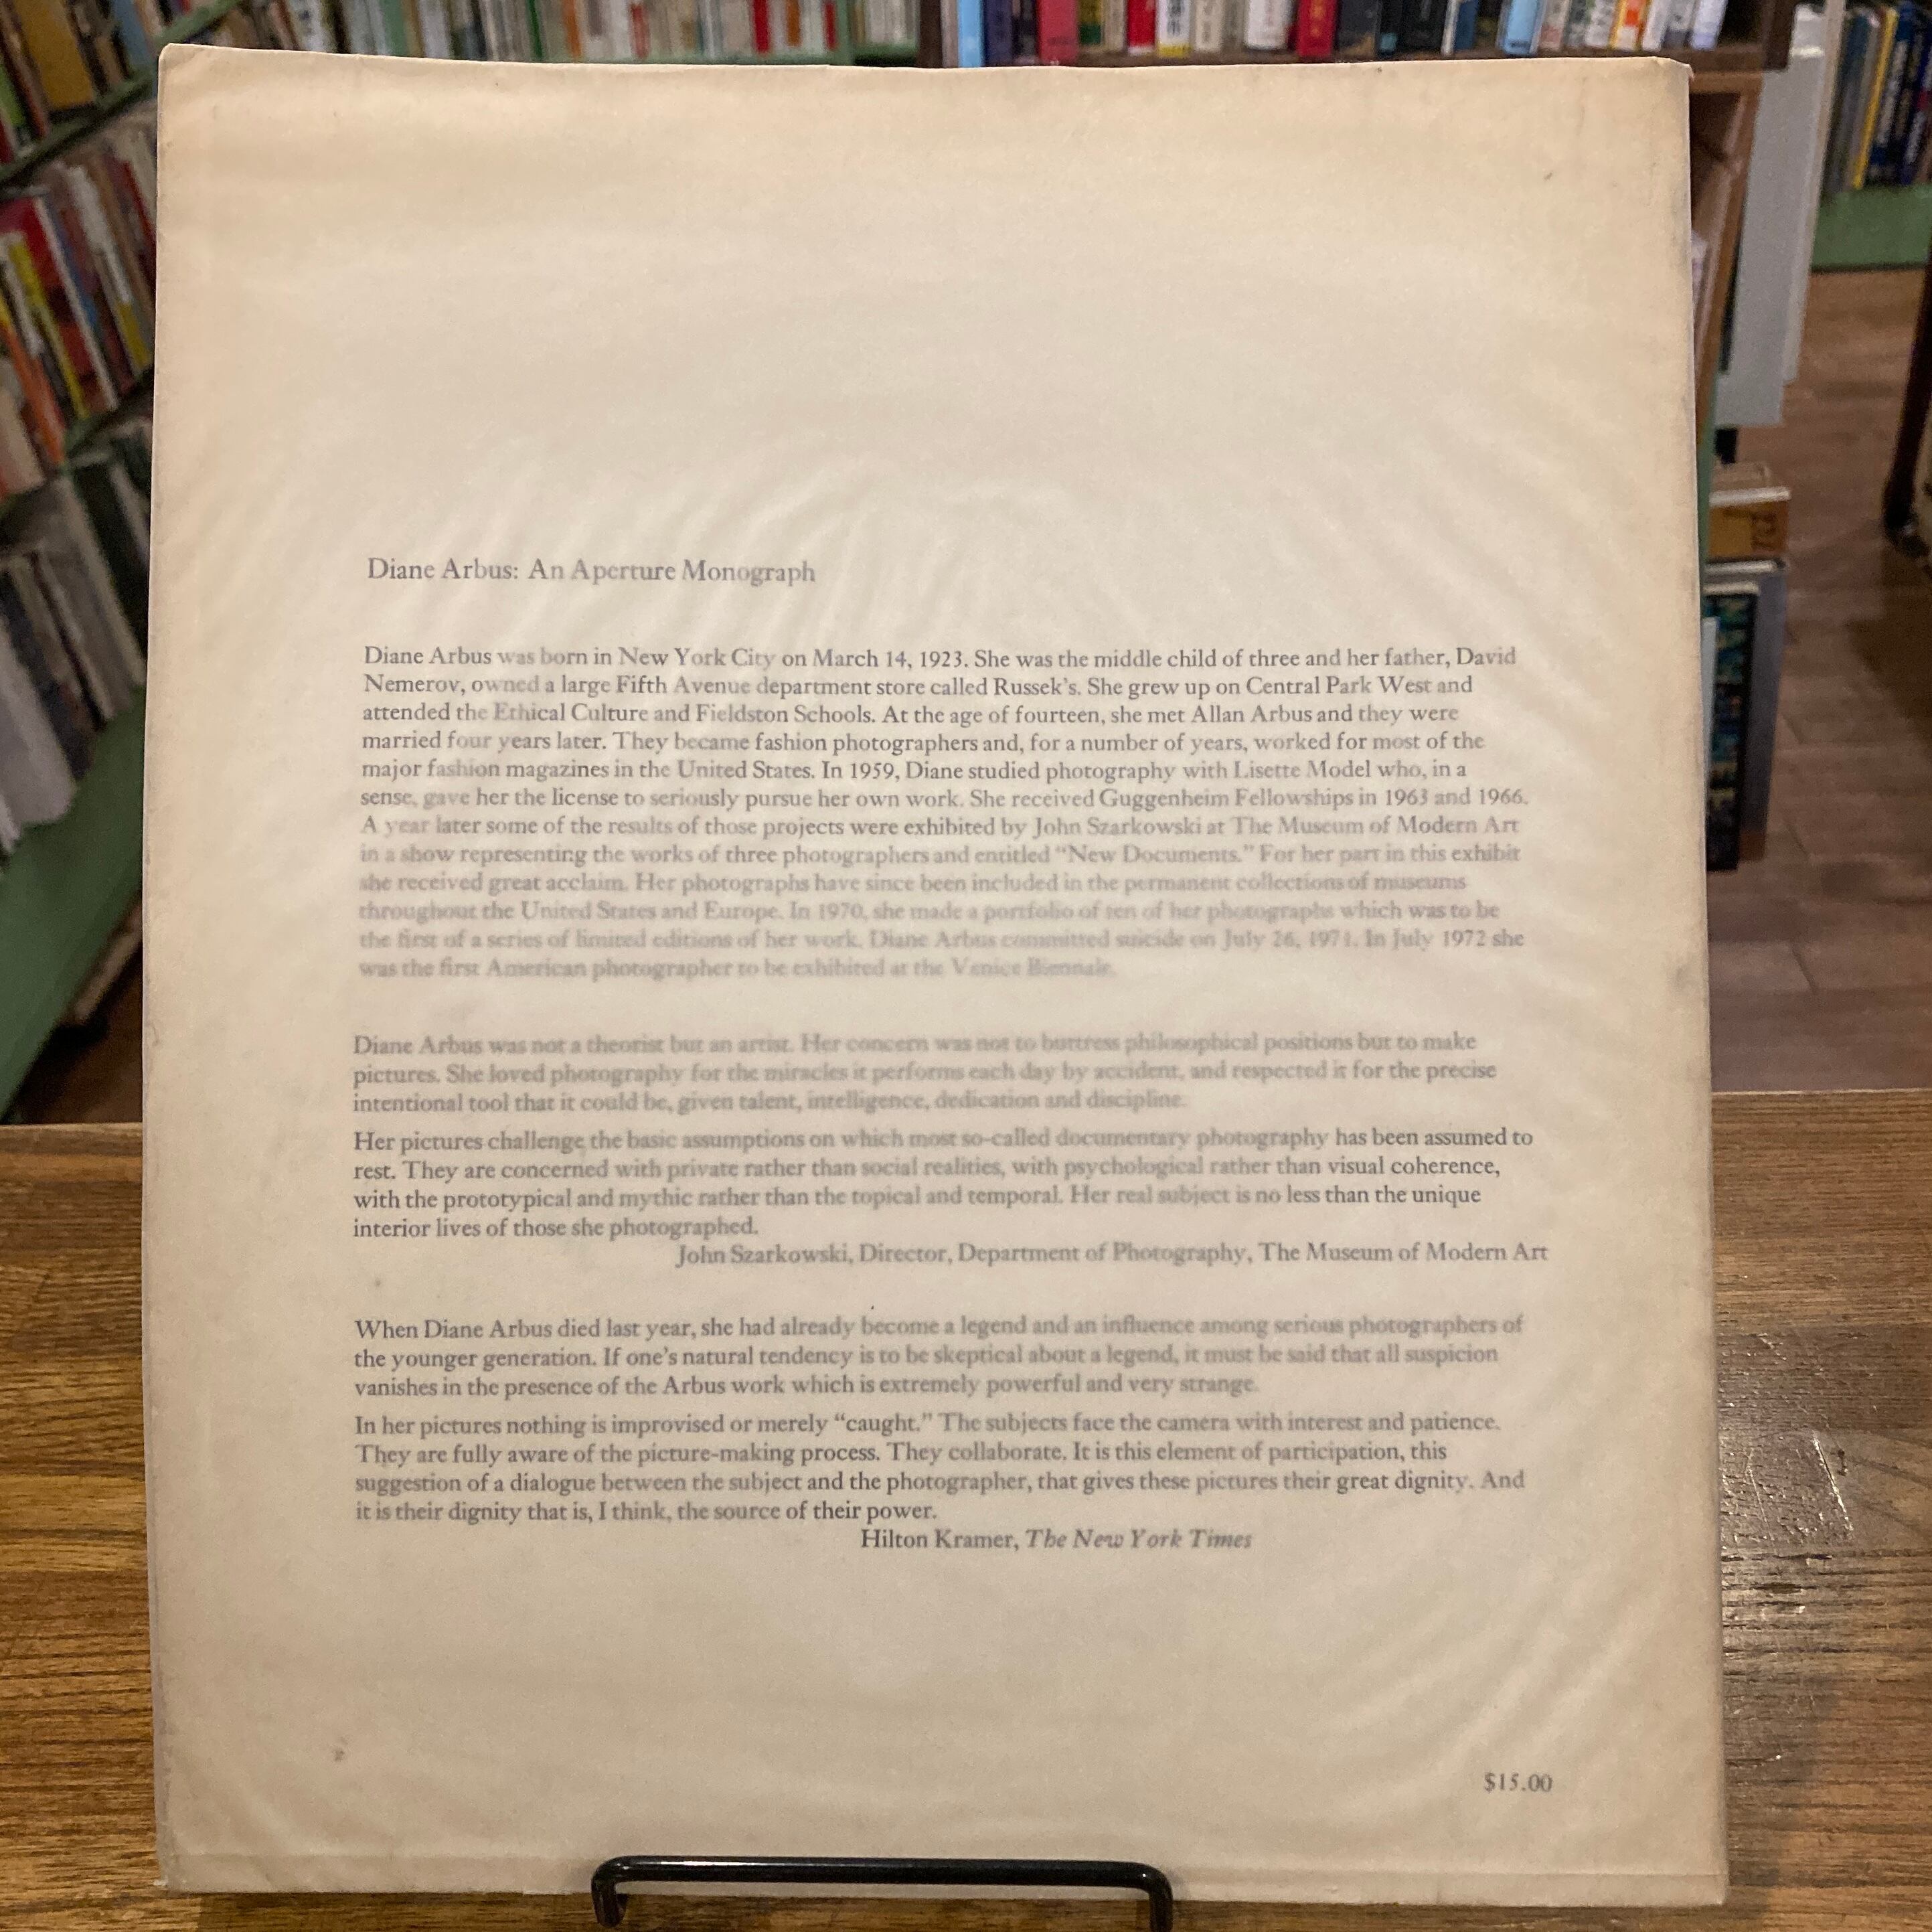 Diane Arbus: An Aperture Monograph
Diane Arbus was born in New York City on March 14, 1923. She was the middle child of three and her father, David
Nemerov, owned a large Fifth Avenue department store called Russek's. She grew up on Central Park West and
attended the Ethical Culture and Fieldston Schools. At the age of fourteen, she met Allan Arbus and they were
married four years later. They became fashion photographers and, for a number of years, worked for most of the
major fashion magazines in the United States. In 1959, Diane studied photography with Lisette Model who, in a
sense, gave her the license to seriously pursue her own work. She received Guggenheim Fellowships in 1963 and 1966.
A year later some of the results of those projects were exhibited by John Szarkowski at The Museum of Modern Art
in a show representing the works of three photographers and entitled “New Documents.” For her part in this exhibit
she received great acclaim. Her photographs have since been included in the permanent collections of museums
throughout the United States and Europe. In 1970, she made a portfolio of ten of her photographs which was to be
the first of a series of limited editions of her work. Diane Arbus committed suicide on July 26, 1971. In July 1972 she
was the first American photographer to be exhibited at the Venice Biennale.
Diane Arbus was not a theorist but an artist. Her concern was not to buttress philosophical positions but to make
pictures. She loved photography for the miracles it performs each day by accident, and respected it for the precise
intentional tool that it could be, given talent, intelligence, dedication and discipline.
Her pictures challenge the basic assumptions on which most so-called documentary photography has been assumed to
rest. They are concerned with private rather than social realities, with psychological rather than visual coherence,
with the prototypical and mythic rather than the topical and temporal. Her real subject is no less than the unique
interior lives of those she photographed.
John Szarkowski, Director, Department of Photography, The Museum of Modern Art
When Diane Arbus died last year, she had already become a legend and an influence among serious photographers of
the younger generation. If one's natural tendency is to be skeptical about a legend, it must be said that all suspicion
vanishes in the presence of the Arbus work which is extremely powerful and very strange.
In her pictures nothing is improvised or merely “caught.” The subjects face the camera with interest and patience.
They are fully aware of the picture-making process. They collaborate. It is this element of participation, this
suggestion of a dialogue between the subject and the photographer, that gives these pictures their great dignity. And
it is their dignity that is, I think, the source of their power.
Hilton Kramer, The New York Times
$15.00